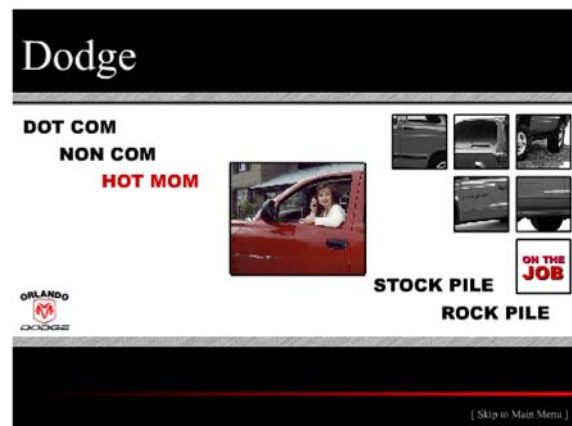 Dodge
DOT COM
NON COM
HOT MOM
ON THE
JOB
STOCK PILE
ROCK PILE
ORLANDO
DODGE
[ Skip to Main Menu ]